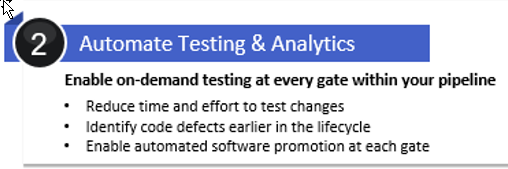 2
Automate Testing & Analytics
Enable on-demand testing at every gate within your pipeline
• Reduce time and effort to test changes
• Identify code defects earlier in the lifecycle
• Enable automated software promotion at each gate